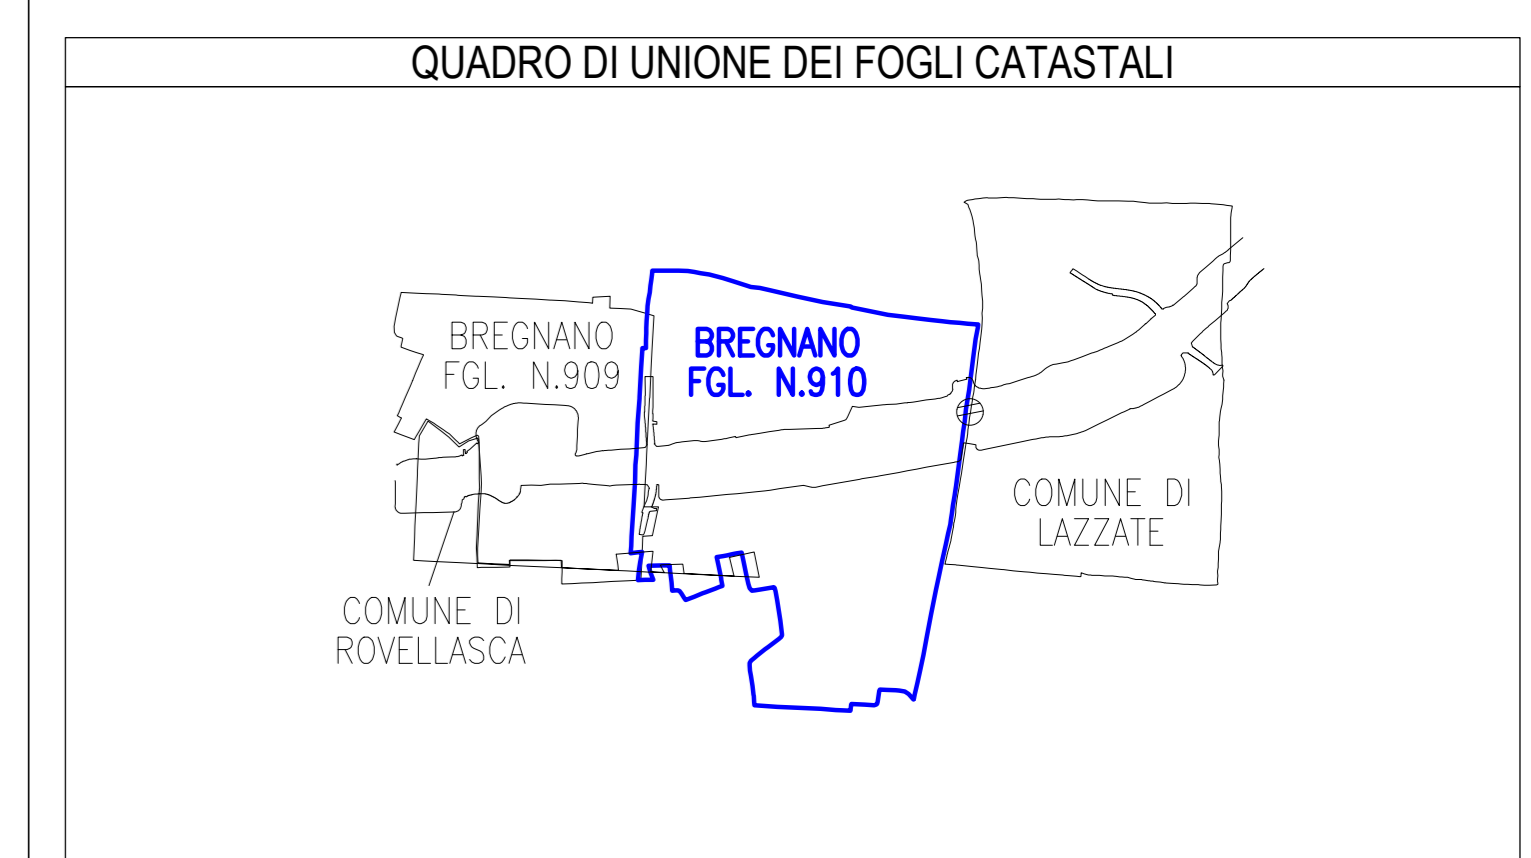 QUADRO DI UNIONE DEI FOGLI CATASTALI
BREGNANO
FGL. N.909
BREGNANO
FGL. N.910
COMUNE DI
LAZZATE
COMUNE DI
ROVELLASCA